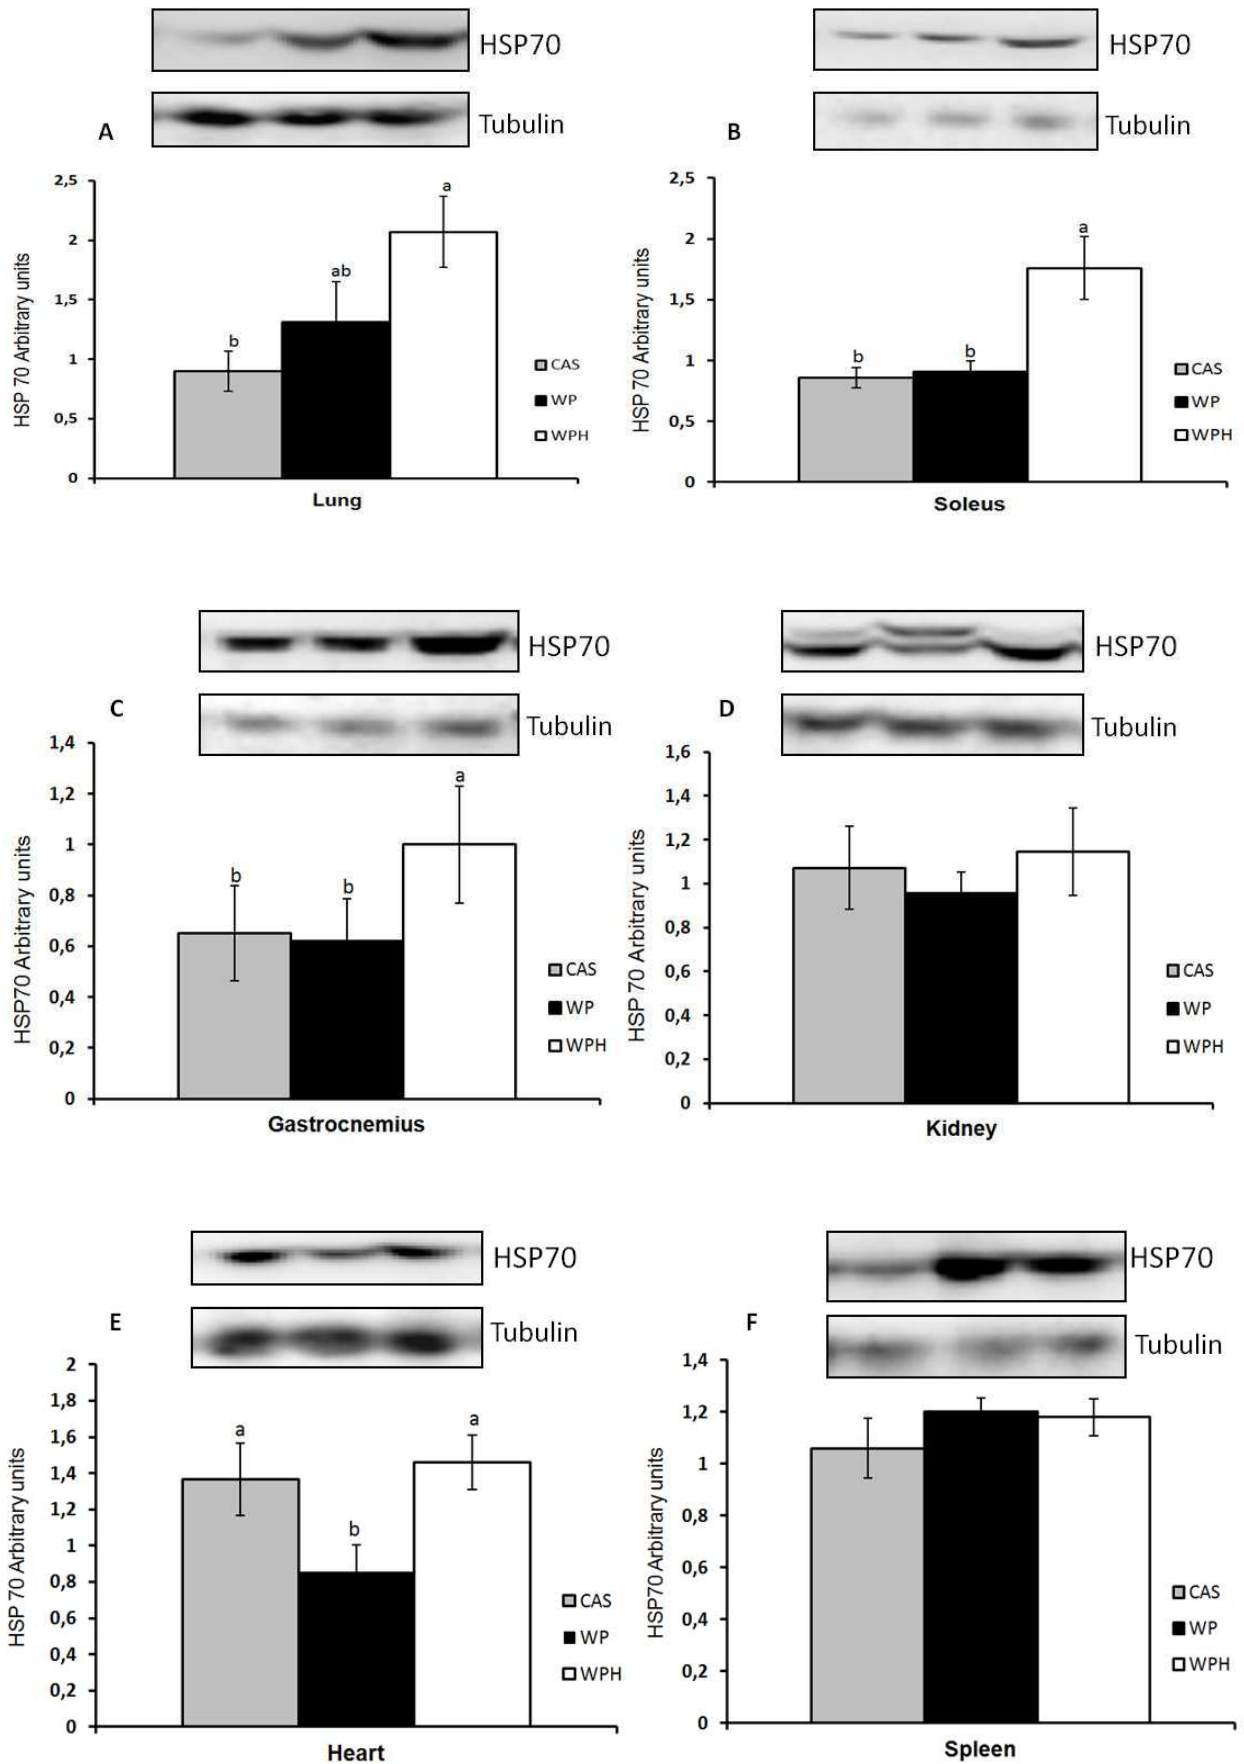 HSP70
Tubulin
A
2,5
2
1,5
1
0,5
0
HSP 70 Arbitrary units
b
ab
a
CAS
WP
WPH
Lung
HSP70
Tubulin
B
2,5
2
1,5
1
0,5
0
HSP 70 Arbitrary units
b
b
a
CAS
WP
WPH
Soleus
HSP70
Tubulin
C
1,4
1,2
1
0,8
0,6
0,4
0,2
0
HSP70 Arbitrary units
b
b
a
CAS
WP
WPH
Gastrocnemius
HSP70
Tubulin
D
1,6
1,4
1,2
1
0,8
0,6
0,4
0,2
0
HSP 70 Arbitrary units
CAS
WP
WPH
Kidney
HSP70
Tubulin
E
2
1,8
1,6
1,4
1,2
1
0,8
0,6
0,4
0,2
0
HSP 70 Arbitrary units
a
b
a
CAS
WP
WPH
Heart
HSP70
Tubulin
F
1,4
1,2
1
0,8
0,6
0,4
0,2
0
HSP70 Arbitrary units
CAS
WP
WPH
Spleen